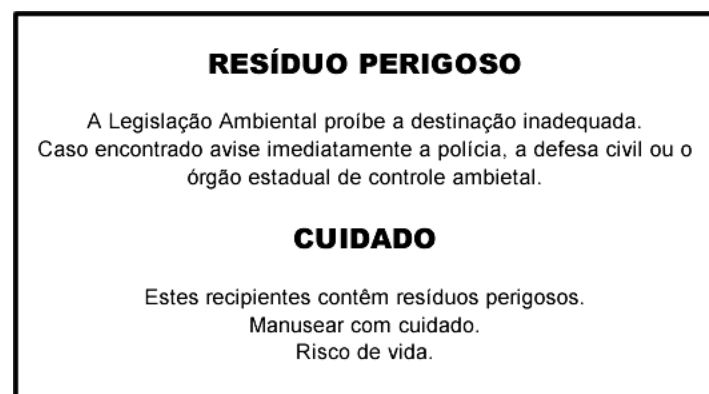 RESÍDUO PERIGOSO
A Legislação Ambiental proíbe a destinação inadequada.
Caso encontrado avise imediatamente a polícia, a defesa civil ou o
órgão estadual de controle ambietal.
CUIDADO
Estes recipientes contêm resíduos perigosos.
Manusear com cuidado.
Risco de vida.